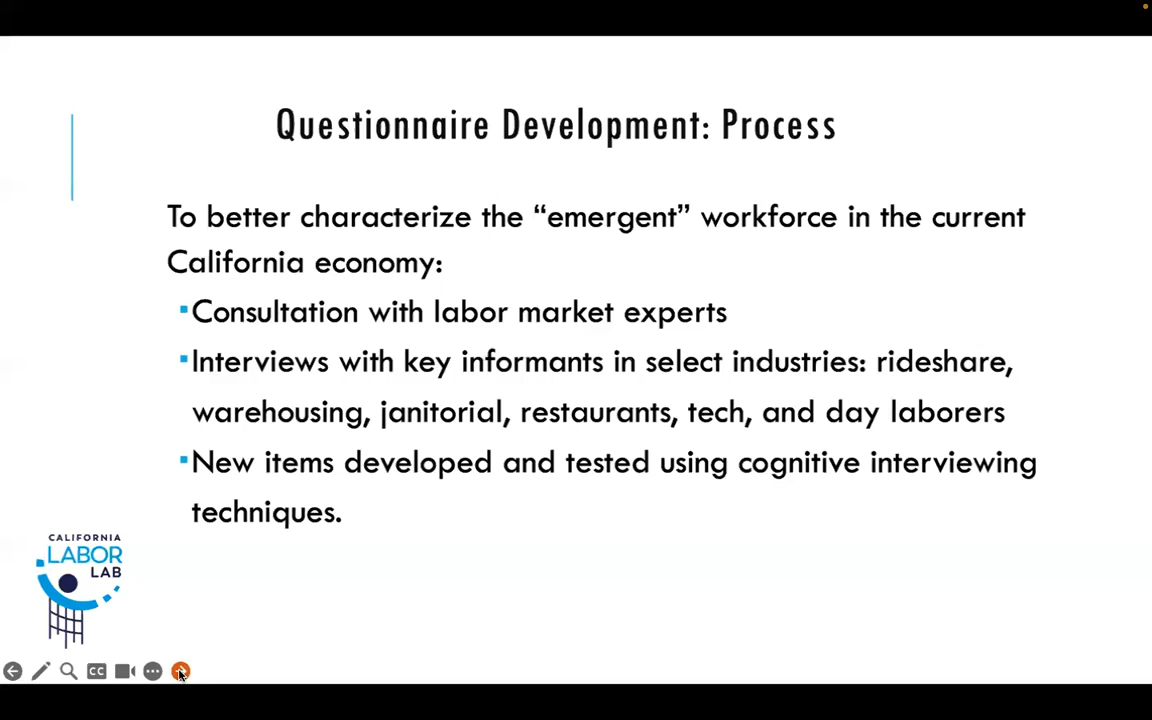 Questionnaire Development: Process
To better characterize the “emergent” workforce in the current
California economy:
▪Consultation with labor market experts
▪Interviews with key informants in select industries: rideshare,
warehousing, janitorial, restaurants, tech, and day laborers
▪New items developed and tested using cognitive interviewing
techniques.
CALIFORNIA
LABOR
LAB
CC